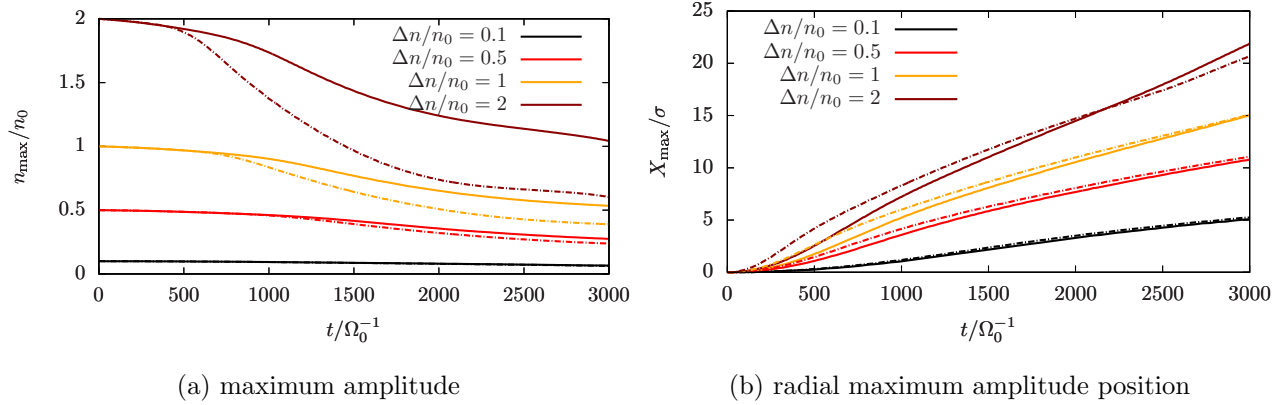 2
1.5
1
0.5
0
0 500 1000 1500 2000 2500 3000
n_max/n_0
t/Ω_0^{-1}
Δn/n_0 = 0.1
Δn/n_0 = 0.5
Δn/n_0 = 1
Δn/n_0 = 2
(a) maximum amplitude
25
20
15
10
5
0
0 500 1000 1500 2000 2500 3000
X_max/σ
t/Ω_0^{-1}
Δn/n_0 = 0.1
Δn/n_0 = 0.5
Δn/n_0 = 1
Δn/n_0 = 2
(b) radial maximum amplitude position